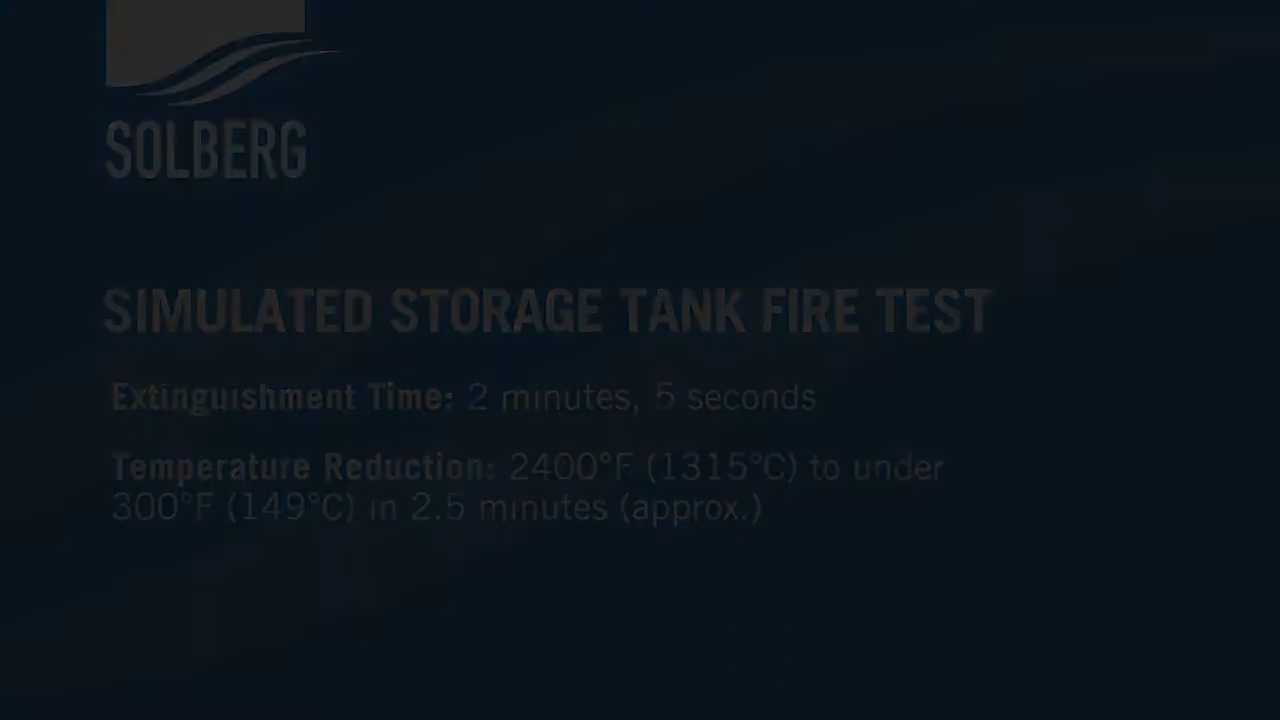 SOLBERG
SIMULATED STORAGE TANK FIRE TEST
Extinguishment Time: 2 minutes, 5 seconds
Temperature Reduction: 2400°F (1315°C) to under
300°F (149°C) in 2.5 minutes (approx.)